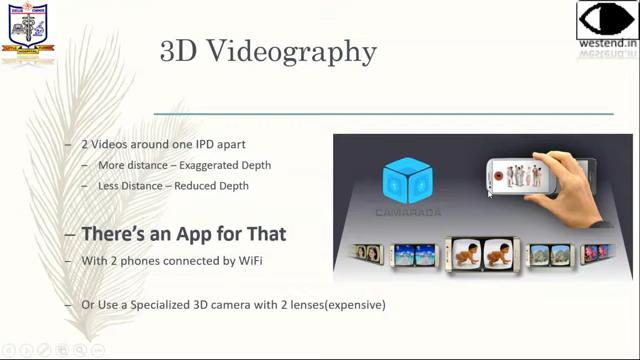 westend.in
3D Videography
– 2 Videos around one IPD apart
– More distance – Exaggerated Depth
– Less Distance – Reduced Depth
– There's an App for That
– With 2 phones connected by WiFi
– Or Use a Specialized 3D camera with 2 lenses(expensive)
CAMARADA